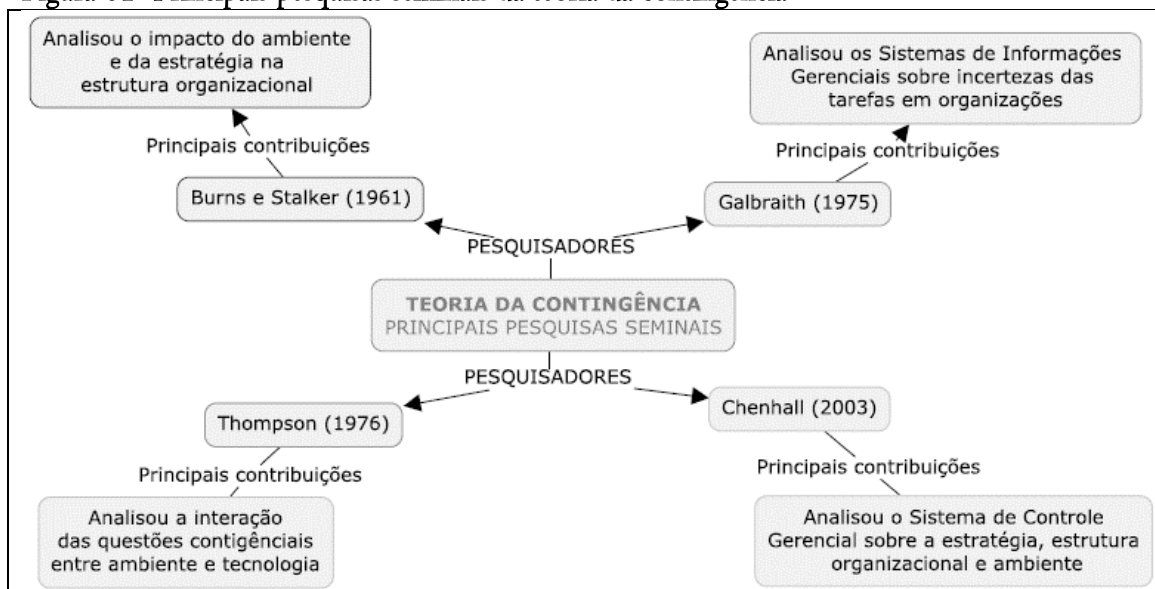 Analisou o impacto do ambiente
e da estratégia na
estrutura organizacional
Analisou os Sistemas de Informações
Gerenciais sobre incertezas das
tarefas em organizações
Principais contribuições
Principais contribuições
Burns e Stalker (1961)
Galbraith (1975)
PESQUISADORES
TEORIA DA CONTINGÊNCIA
PRINCIPAIS PESQUISAS SEMINAIS
PESQUISADORES
Thompson (1976)
Chenhall (2003)
Principais contribuições
Principais contribuições
Analisou a interação
das questões contigênciais
entre ambiente e tecnologia
Analisou o Sistema de Controle
Gerencial sobre a estratégia, estrutura
organizacional e ambiente